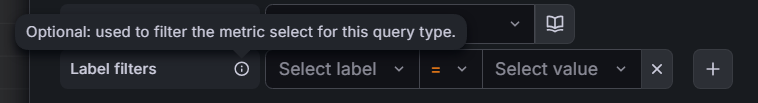 Optional: used to filter the metric select for this query type.
Label filters Select label = Select value